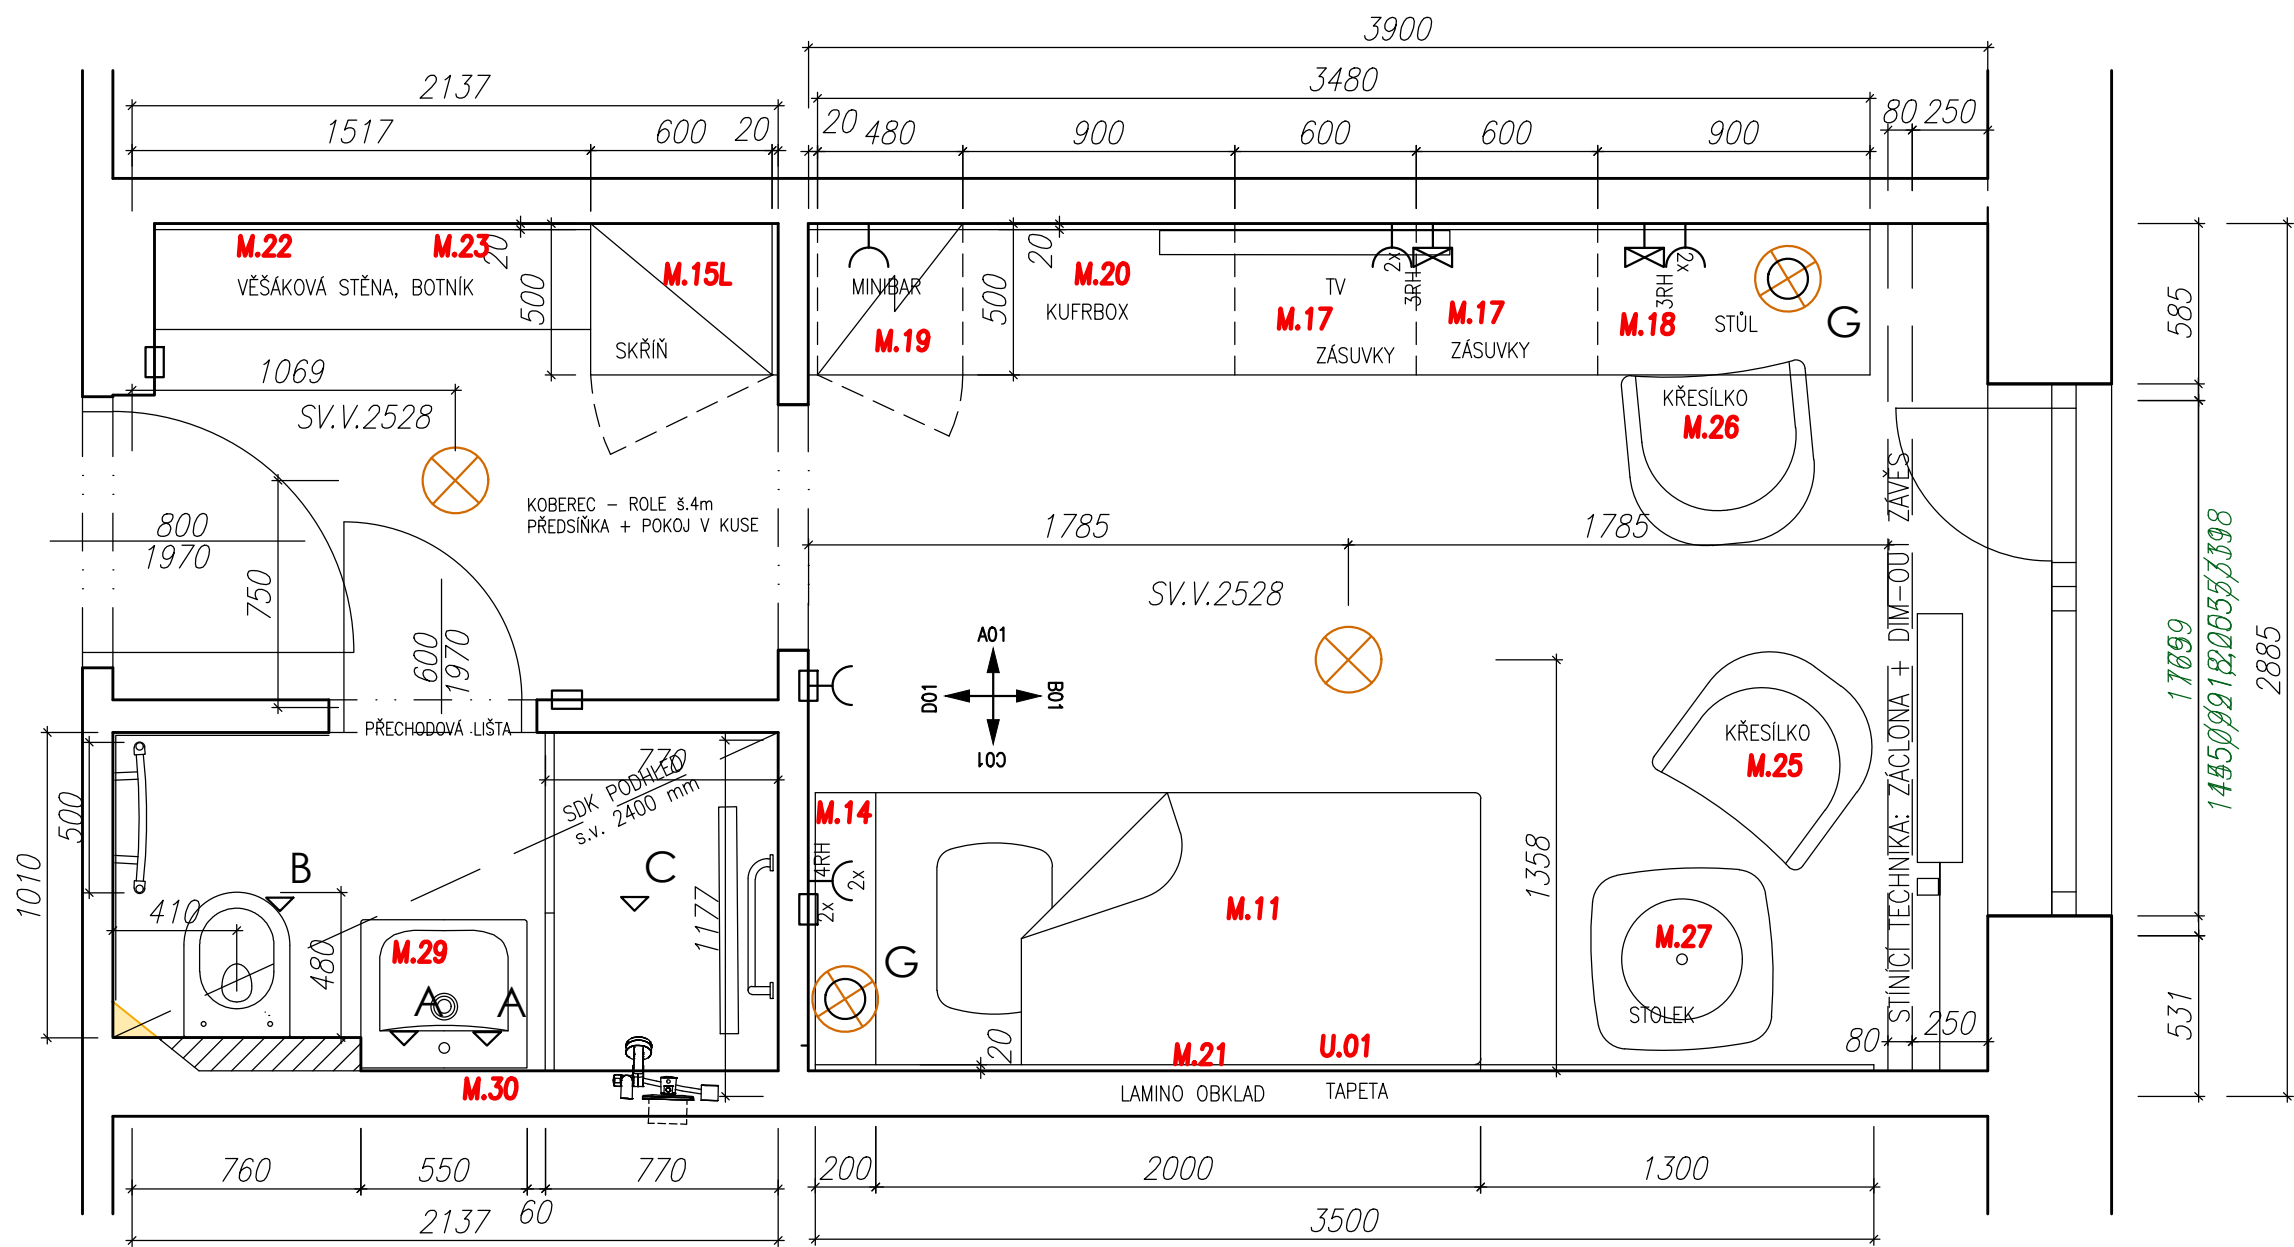 3900
2137
3480
1517
600
20
20
480
900
600
600
900
80
250
M.22
M.23
20
VĚŠÁKOVÁ STĚNA, BOTNÍK
500
M.15L
SKŘÍŇ
MINIBAR
M.19
500
20
M.20
KUFRBOX
TV
M.17
ZÁSUVKY
2x
3RH
M.17
ZÁSUVKY
3RH
2x
M.18
STŮL
G
585
1069
SV.V.2528
KŘESÍLKO
M.26
KOBEREC – ROLE š.4m
PŘEDSÍŇKA + POKOJ V KUSE
800
1970
750
600
1970
1785
1785
SV.V.2528
STÍNÍCÍ TECHNIKA: ZÁCLONA + DIM-OU
ZÁVĚS
2885
A01
B01
C01
D01
PŘECHODOVÁ LIŠTA
770
SDK PODHLED
s.v. 2400 mm
KŘESÍLKO
M.25
500
1010
B
C
410
480
1177
M.14
4RH
2x
2x
M.11
1358
M.29
A
A
G
M.27
STOLEK
20
M.21
U.01
80
250
531
M.30
LAMINO OBKLAD
TAPETA
760
550
770
200
2000
1300
60
2137
3500